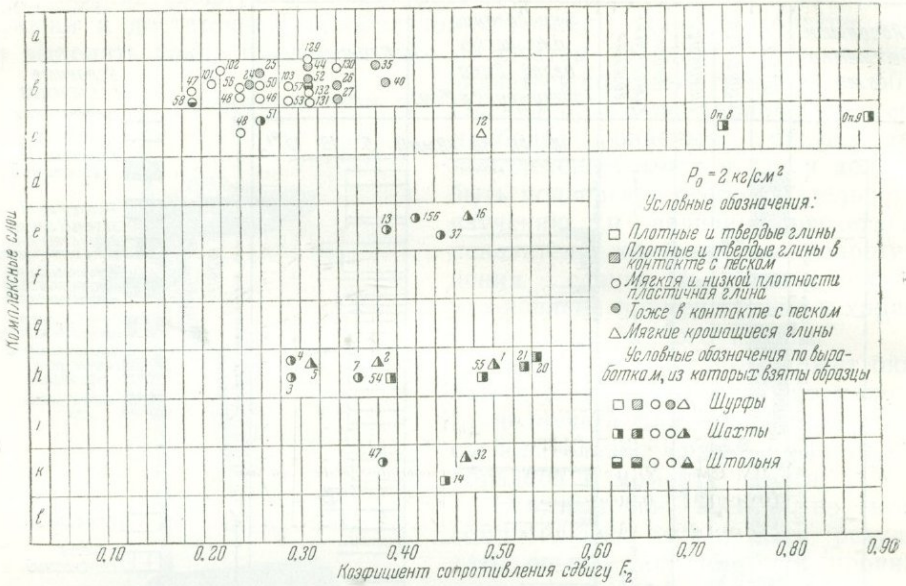 Комплексные слои
a
б
c
d
e
f
q
h
i
к
l
129
102
25
44
130
35
101
55
24
103
52
26
40
47
50
57
132
58
48
46
53
131
27
51
48
12
Оп.8
Оп.9
13
156
16
37
4
5
3
7
2
54
55
1
21
20
47
32
14
P₀ = 2 кг/см²
Условные обозначения:
Плотные и твердые глины
Плотные и твердые глины в
контакте с песком
Мягкая и низкой плотности
пластичная глина
Тоже в контакте с песком
Мягкие крошащиеся глины
Условные обозначения по выра-
боткам, из которых взяты образцы
Шурфы
Шахты
Штольня
0,10 0,20 0,30 0,40 0,50 0,60 0,70 0,80 0,90
Коэфициент сопротивления сдвигу F₂